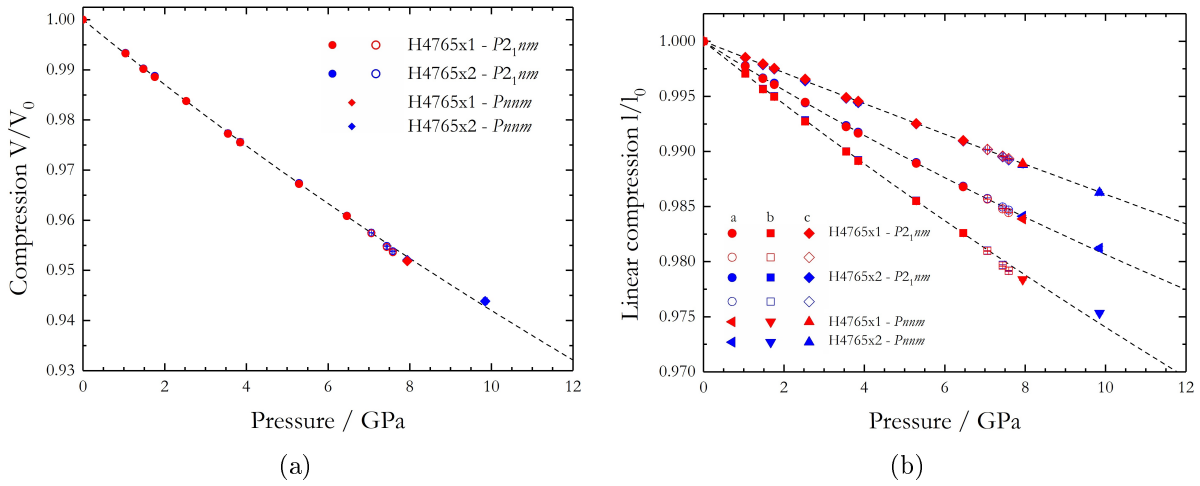 1.00
0.99
0.98
0.97
0.96
0.95
0.94
0.93
0 2 4 6 8 10 12
Compression V/V₀
Pressure / GPa
H4765x1 - P2₁nm
H4765x2 - P2₁nm
H4765x1 - Pnnm
H4765x2 - Pnnm
(a)
1.000
0.995
0.990
0.985
0.980
0.975
0.970
0 2 4 6 8 10 12
Linear compression l/l₀
Pressure / GPa
a b c
H4765x1 - P2₁nm
H4765x2 - P2₁nm
H4765x1 - Pnnm
H4765x2 - Pnnm
(b)